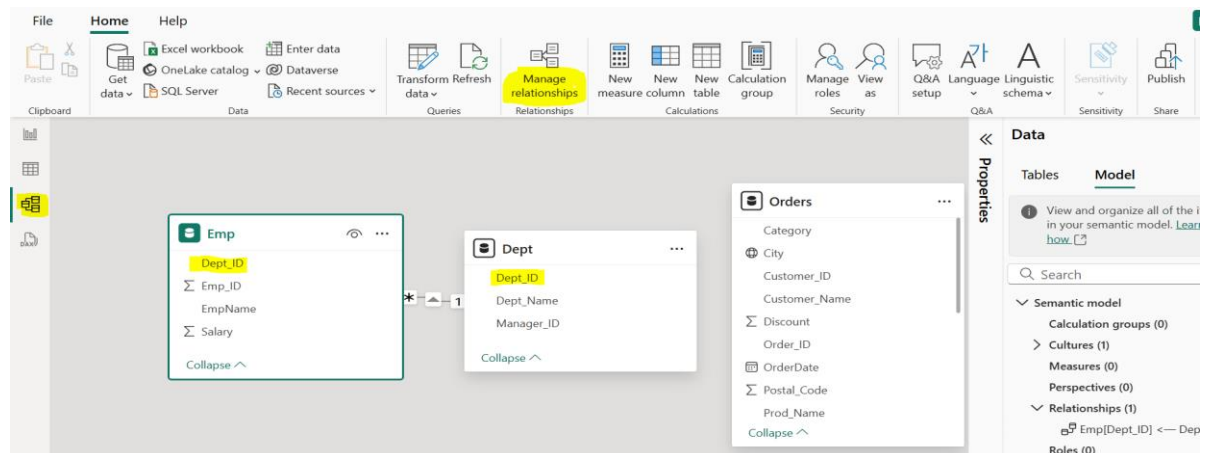 File Home Help
Paste
Clipboard
Get data
Excel workbook
OneLake catalog
SQL Server
Enter data
Dataverse
Recent sources
Data
Transform data
Refresh
Queries
Manage relationships
Relationships
New measure
New column
New table
Calculation group
Calculations
Manage roles
View as
Security
Q&A setup
Language
Linguistic schema
Q&A
Sensitivity
Sensitivity
Publish
Share
DAX
Emp
Dept_ID
∑ Emp_ID
EmpName
∑ Salary
Collapse
* 1
Dept
Dept_ID
Dept_Name
Manager_ID
Collapse
Orders
Category
City
Customer_ID
Customer_Name
∑ Discount
Order_ID
OrderDate
∑ Postal_Code
Prod_Name
Collapse
Properties
Data
Tables Model
View and organize all of the i
in your semantic model. Lear
how
Search
Semantic model
Calculation groups (0)
Cultures (1)
Measures (0)
Perspectives (0)
Relationships (1)
Emp[Dept_ID] <— Dep
Roles (0)